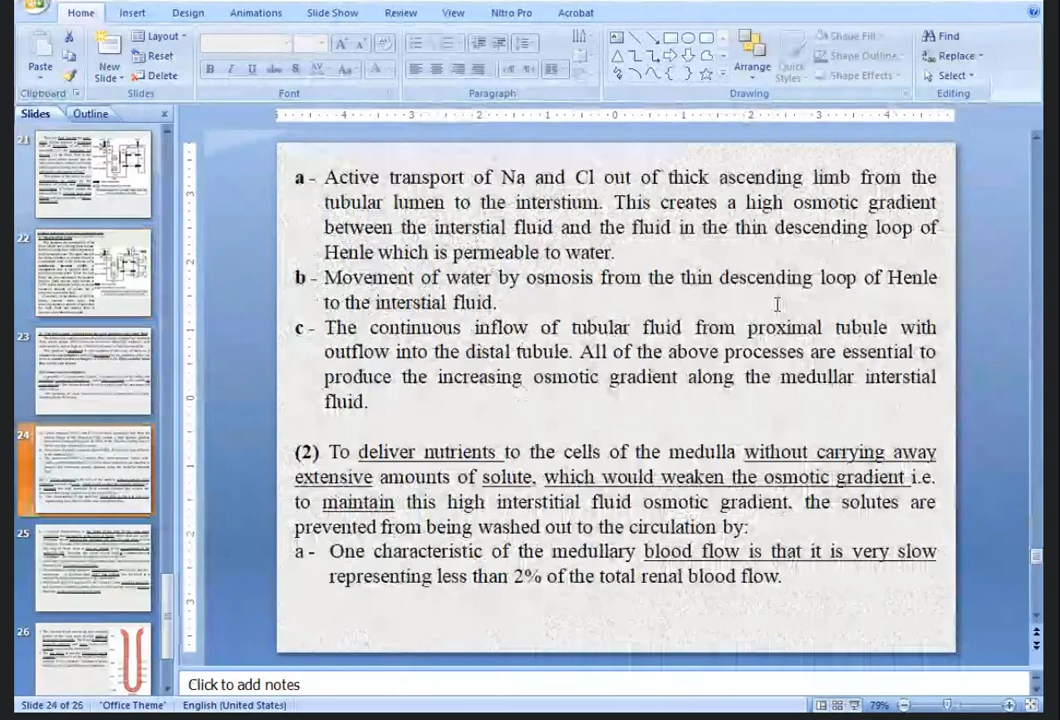 Home Insert Design Animations Slide Show Review View Nitro Pro Acrobat
Paste
New Slide
Layout
Reset
Delete
Arrange
Quick Styles
Shape Fill
Shape Outline
Shape Effects
Find
Replace
Select
Clipboard Slides Font Paragraph Drawing Editing
Slides Outline
21
22
23
24
25
26
a - Active transport of Na and Cl out of thick ascending limb from the
tubular lumen to the interstium. This creates a high osmotic gradient
between the interstial fluid and the fluid in the thin descending loop of
Henle which is permeable to water.
b - Movement of water by osmosis from the thin descending loop of Henle
to the interstial fluid.
c - The continuous inflow of tubular fluid from proximal tubule with
outflow into the distal tubule. All of the above processes are essential to
produce the increasing osmotic gradient along the medullar interstial
fluid.
(2) To deliver nutrients to the cells of the medulla without carrying away
extensive amounts of solute, which would weaken the osmotic gradient i.e.
to maintain this high interstitial fluid osmotic gradient, the solutes are
prevented from being washed out to the circulation by:
a - One characteristic of the medullary blood flow is that it is very slow
representing less than 2% of the total renal blood flow.
Click to add notes
Slide 24 of 26 "Office Theme" English (United States) 79%